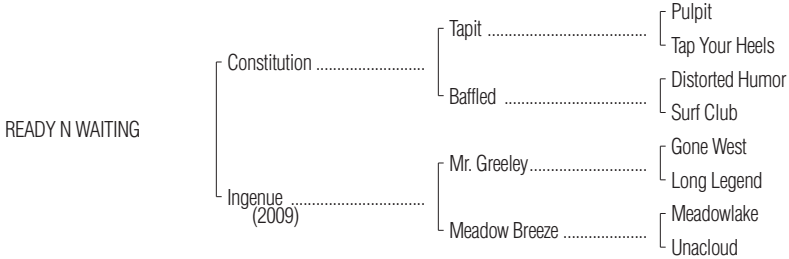 Pulpit
Tapit ........................................
Tap Your Heels
Constitution ...........................
Distorted Humor
Baffled ....................................
Surf Club
READY N WAITING
Gone West
Mr. Greeley..............................
Long Legend
Ingenue ..................................
(2009)
Meadowlake
Meadow Breeze .....................
Unacloud